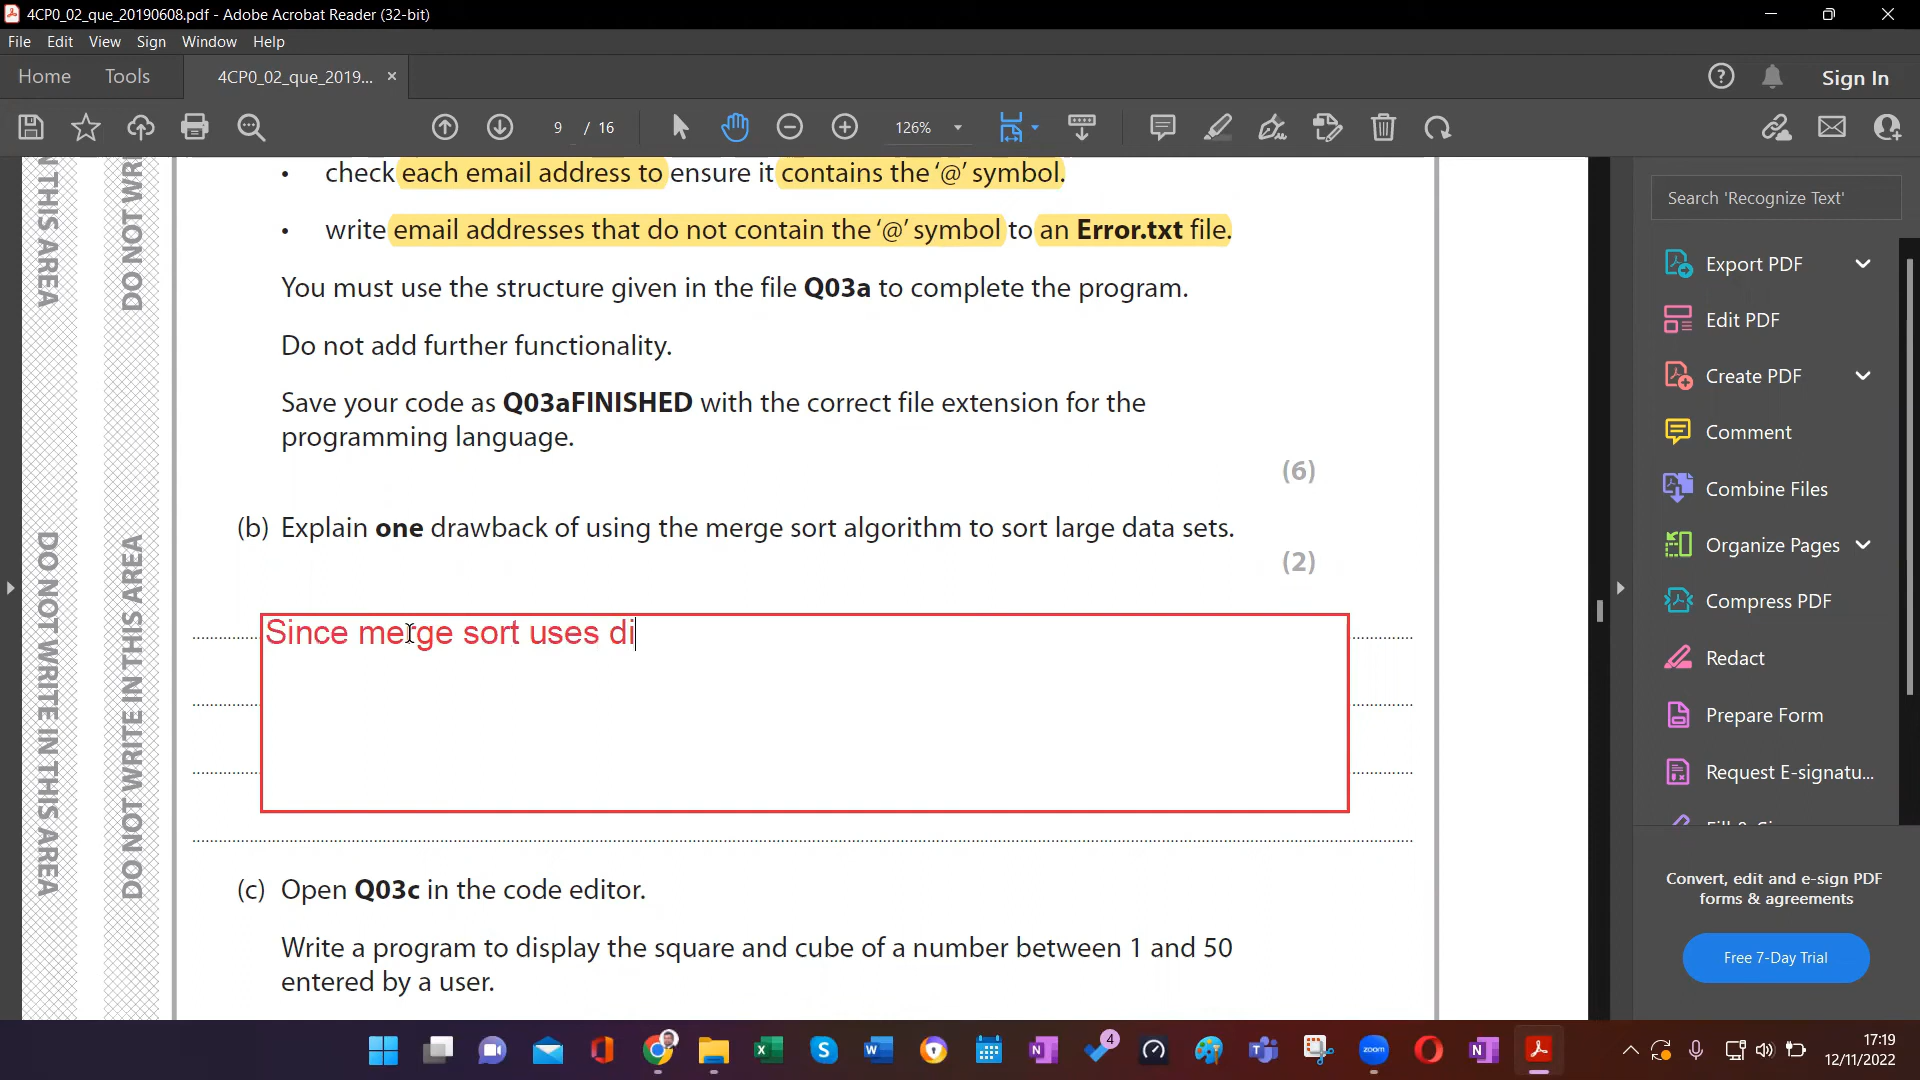 4CP0_02_que_20190608.pdf - Adobe Acrobat Reader (32-bit)
File Edit View Sign Window Help
Home Tools 4CP0_02_que_2019... × Sign In
9 / 16 126%
N THIS AREA
DO NOT WRI
check each email address to ensure it contains the ‘@’ symbol.
write email addresses that do not contain the ‘@’ symbol to an Error.txt file.
You must use the structure given in the file Q03a to complete the program.
Do not add further functionality.
Save your code as Q03aFINISHED with the correct file extension for the
programming language.
(6)
(b) Explain one drawback of using the merge sort algorithm to sort large data sets.
(2)
DO NOT WRITE IN THIS AREA
DO NOT WRITE IN THIS AREA
Since merge sort uses di
(c) Open Q03c in the code editor.
Write a program to display the square and cube of a number between 1 and 50
entered by a user.
Search 'Recognize Text'
Export PDF
Edit PDF
Create PDF
Comment
Combine Files
Organize Pages
Compress PDF
Redact
Prepare Form
Request E-signatu...
Convert, edit and e-sign PDF
forms & agreements
Free 7-Day Trial
4
zoom
17:19
12/11/2022